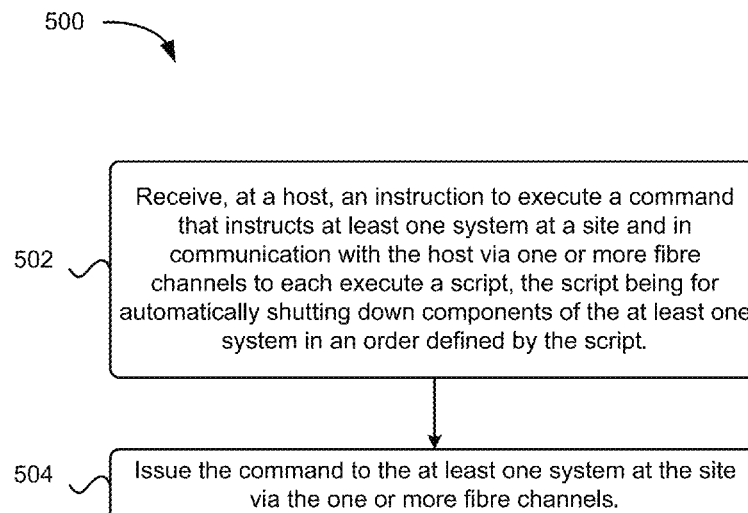 500
Receive, at a host, an instruction to execute a command
that instructs at least one system at a site and in
communication with the host via one or more fibre
502
channels to each execute a script, the script being for
automatically shutting down components of the at least one
system in an order defined by the script.
504
Issue the command to the at least one system at the site
via the one or more fibre channels.